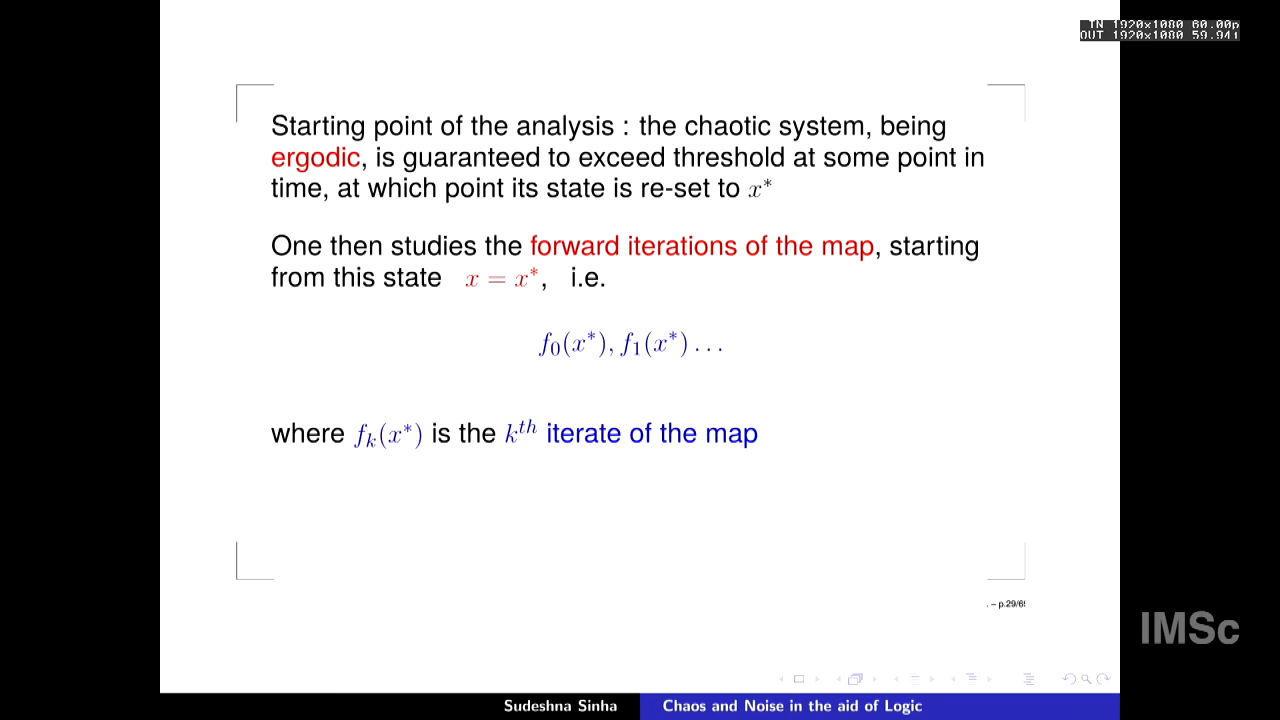 IN 1920x1080 60.00p
OUT 1920x1080 59.94i
Starting point of the analysis : the chaotic system, being
ergodic, is guaranteed to exceed threshold at some point in
time, at which point its state is re-set to x*
One then studies the forward iterations of the map, starting
from this state x = x*, i.e.
f₀(x*), f₁(x*) . . .
where fₖ(x*) is the kᵗʰ iterate of the map
. – p.29/69
IMSc
Sudeshna Sinha Chaos and Noise in the aid of Logic